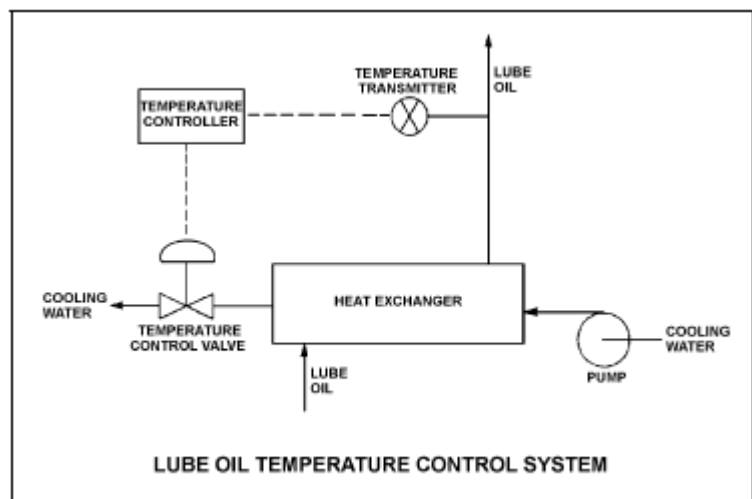 TEMPERATURE
TRANSMITTER
LUBE
OIL
TEMPERATURE
CONTROLLER
HEAT EXCHANGER
COOLING
WATER
TEMPERATURE
CONTROL VALVE
COOLING
WATER
PUMP
LUBE
OIL
LUBE OIL TEMPERATURE CONTROL SYSTEM